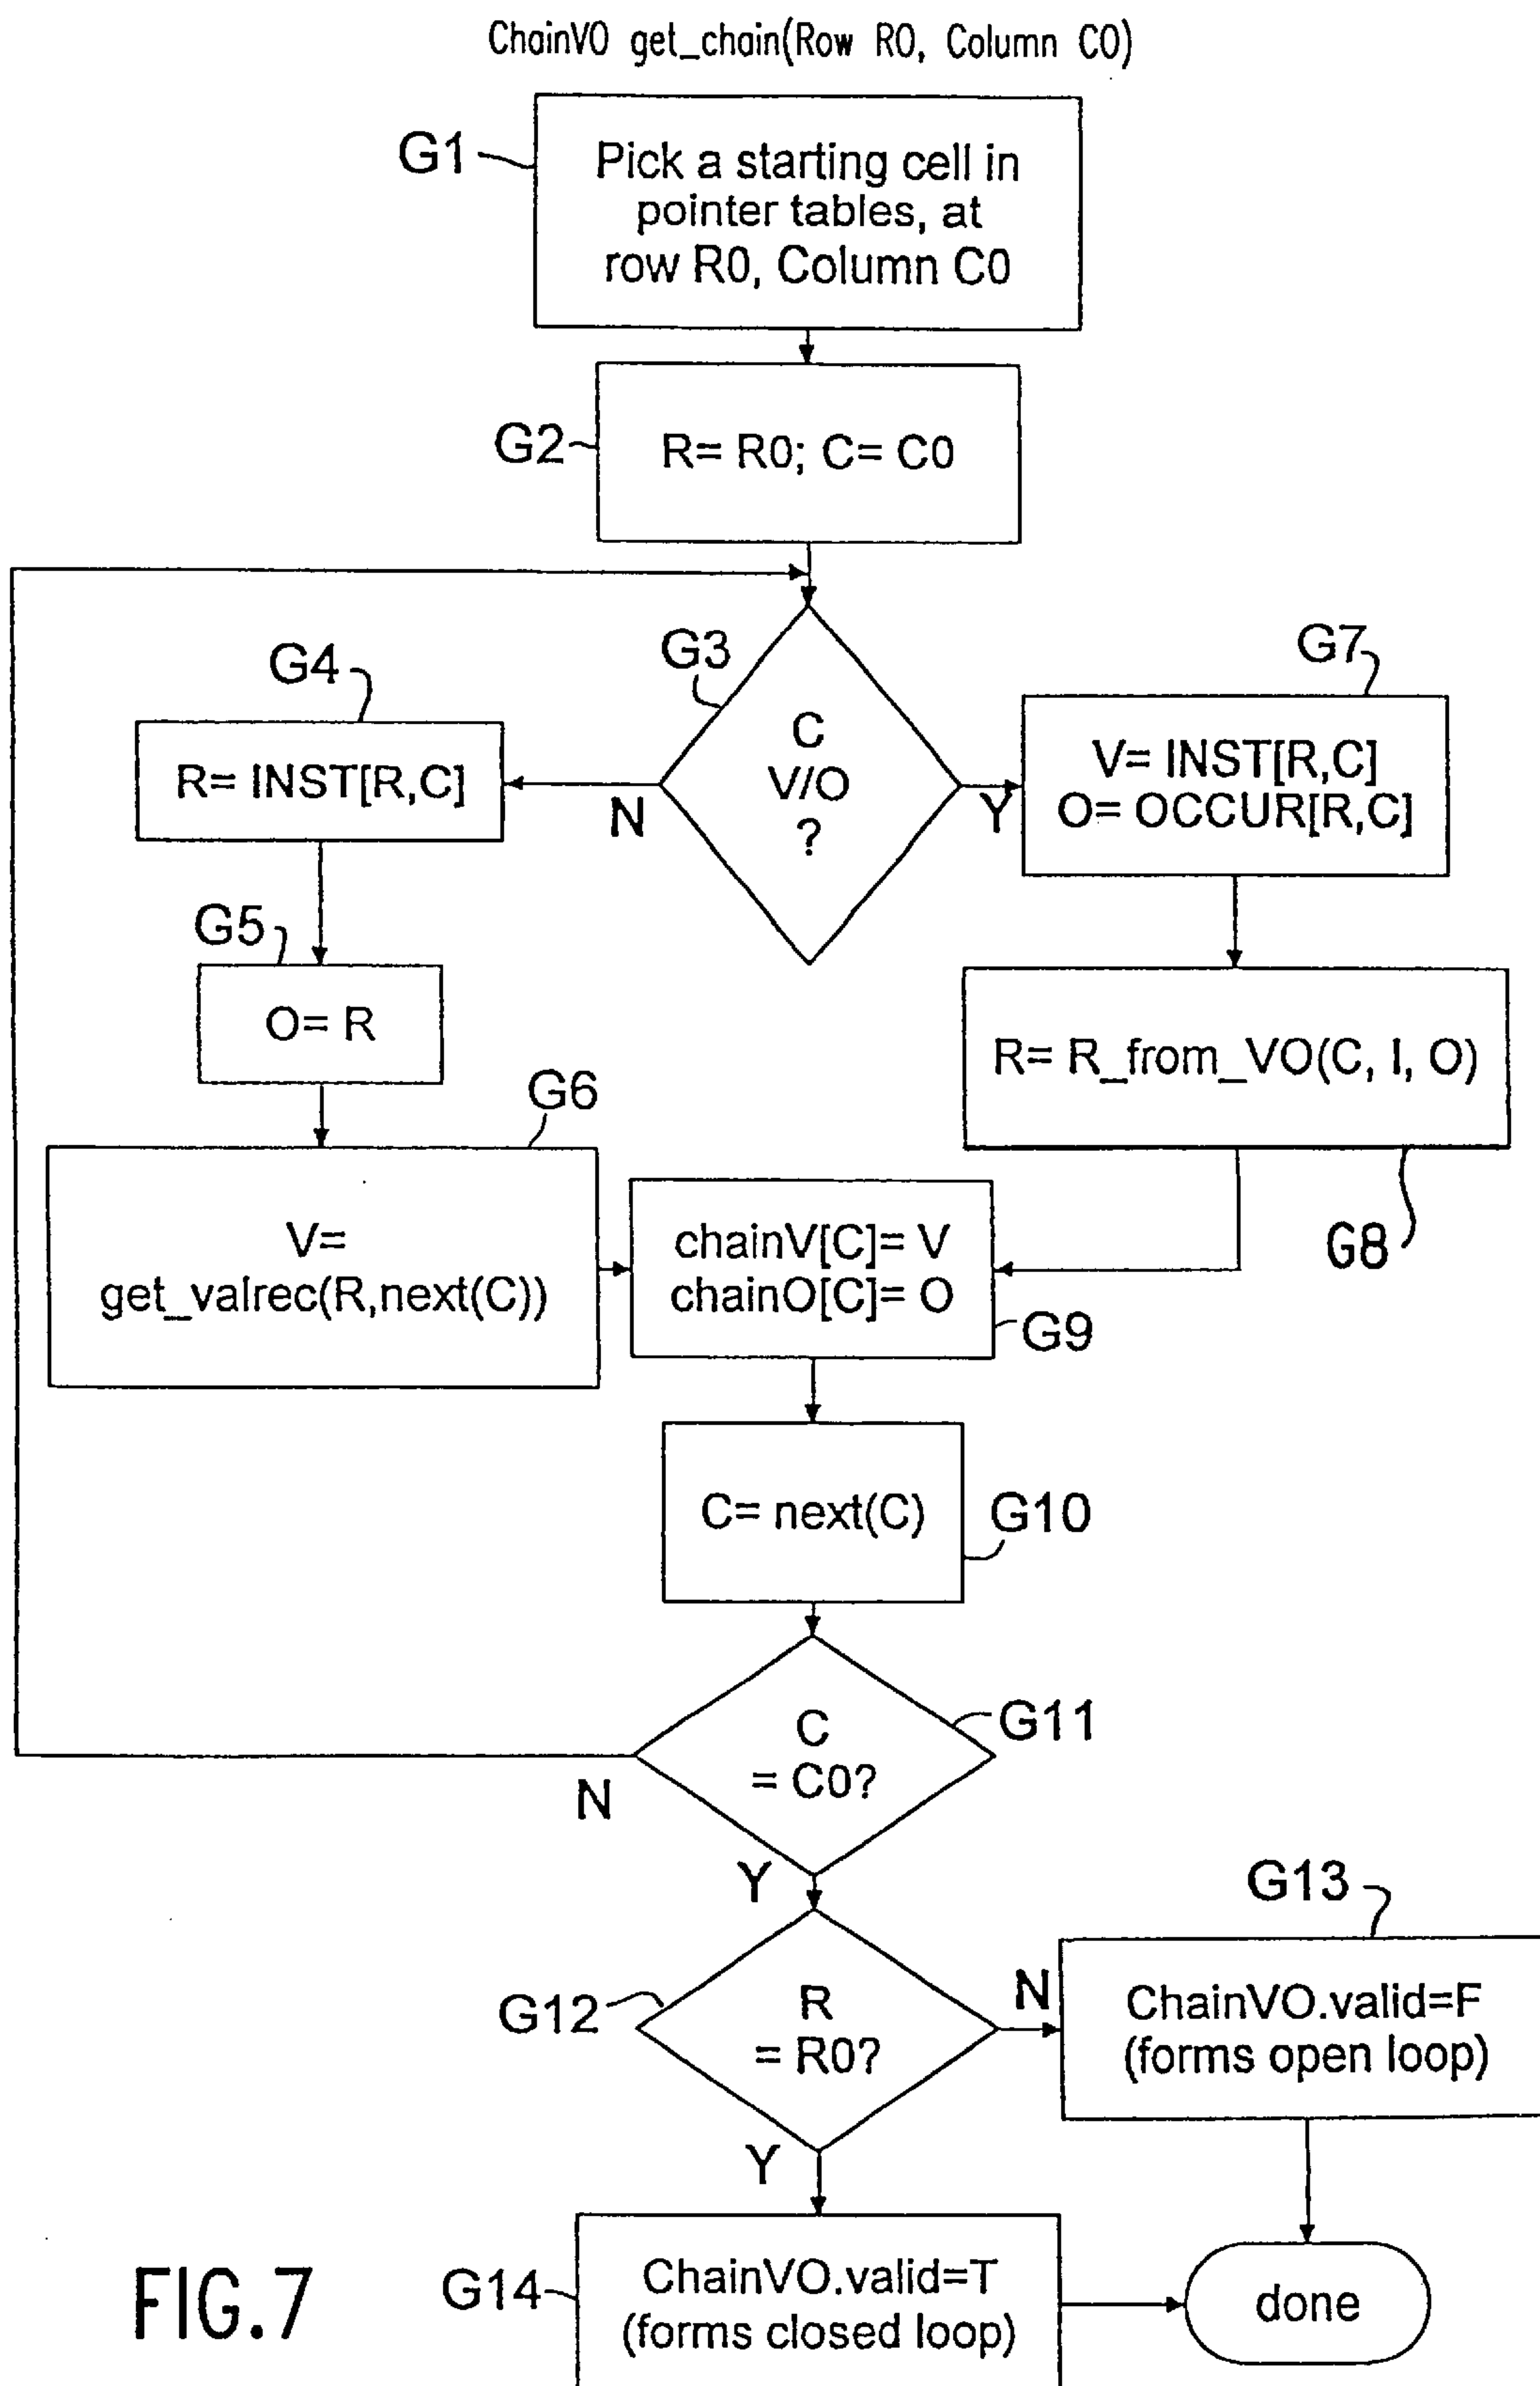 ChainVO get_chain(Row R0, Column C0)
G1
Pick a starting cell in
pointer tables, at
row R0, Column C0
G2
R= R0; C= C0
G3
C
V/O
?
N
Y
G4
R= INST[R,C]
G5
O= R
G6
V=
get_valrec(R,next(C))
G7
V= INST[R,C]
O= OCCUR[R,C]
R= R_from_VO(C, I, O)
G8
chainV[C]= V
chainO[C]= O
G9
C= next(C)
G10
C
= C0?
G11
N
Y
G12
R
= R0?
N
Y
G13
ChainVO.valid=F
(forms open loop)
G14
ChainVO.valid=T
(forms closed loop)
done
FIG.7